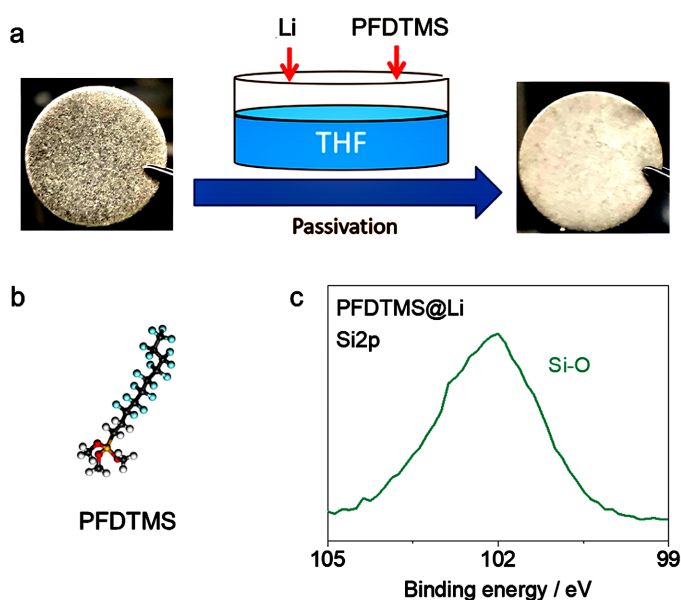 a
Li
PFDTMS
THF
Passivation
b
PFDTMS
c
PFDTMS@Li
Si2p
Si-O
105
102
99
Binding energy / eV